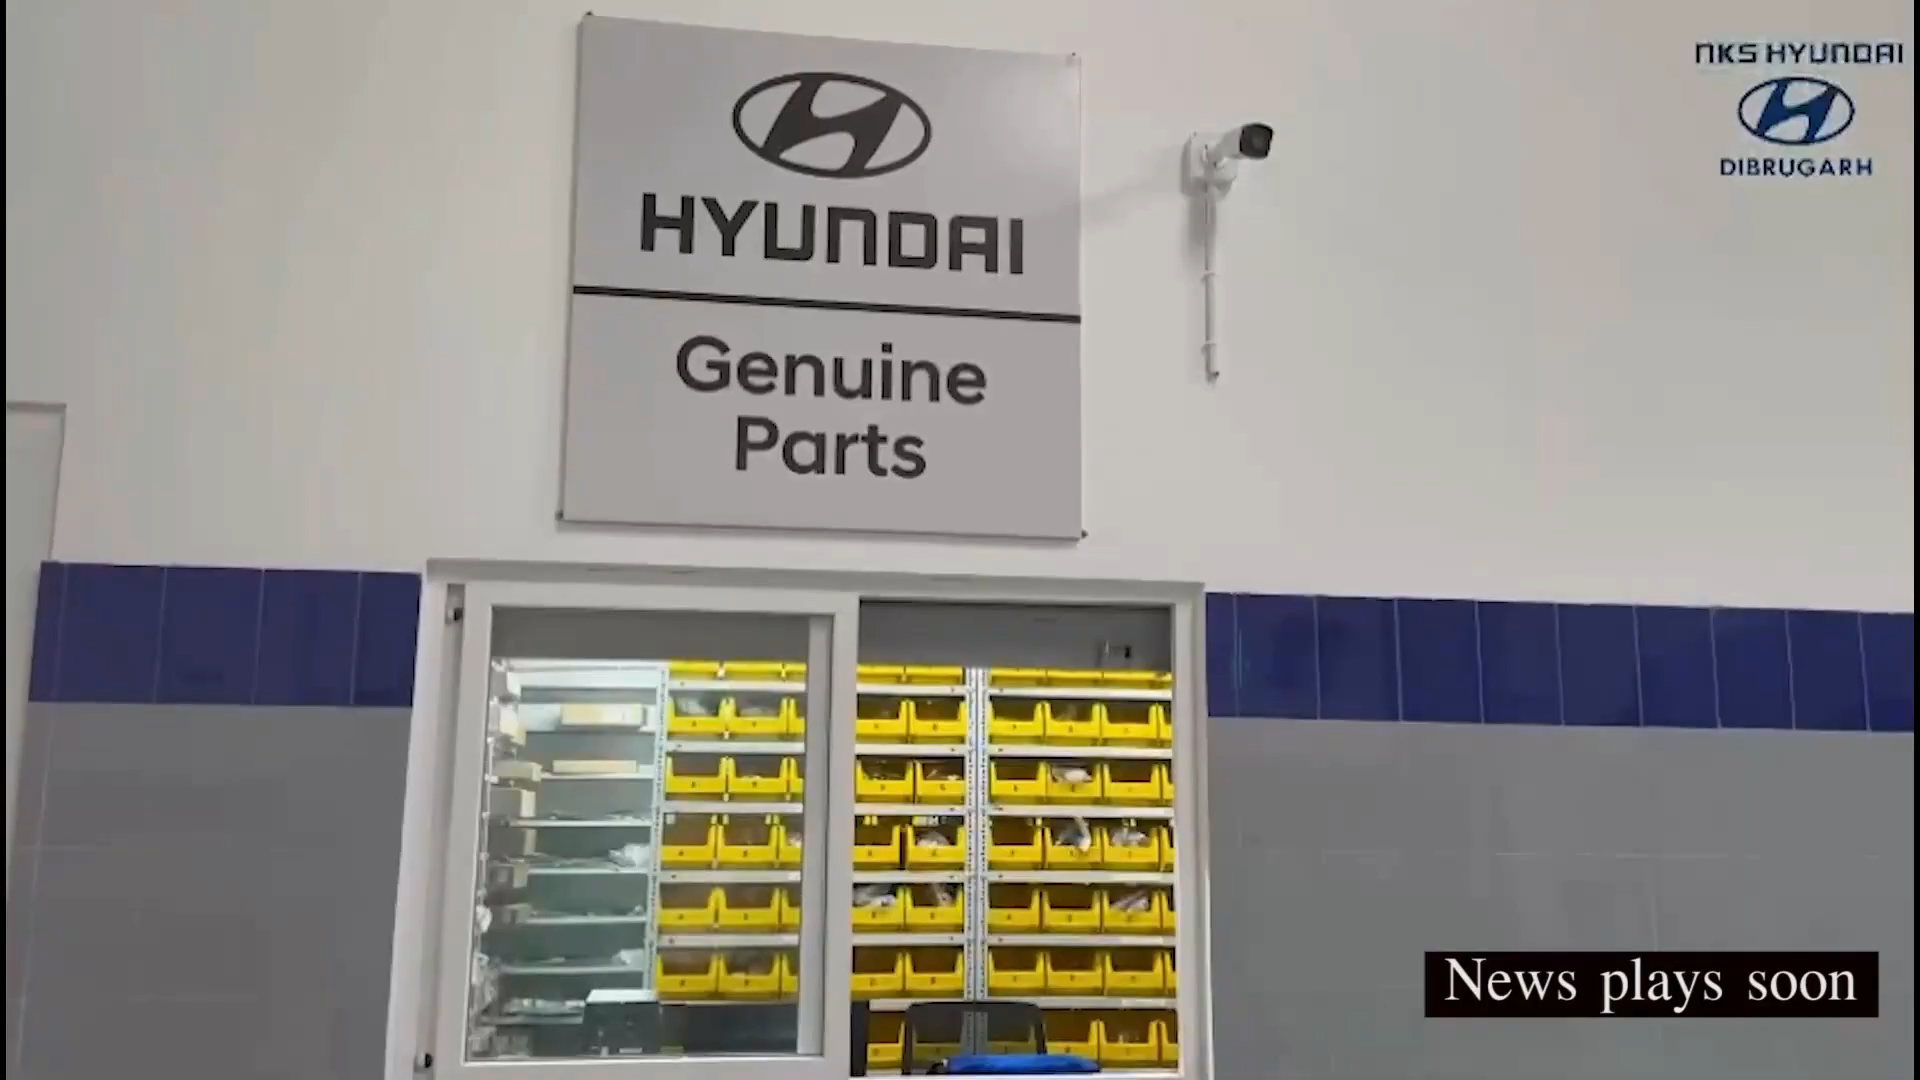 HYUNDAI
Genuine
Parts
NKS HYUNDAI
DIBRUGARH
News plays soon